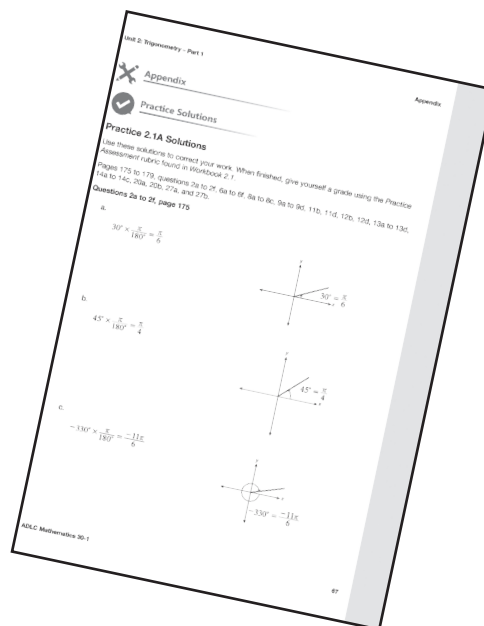 Unit 2: Trigonometry – Part 1
Appendix
Appendix
Practice Solutions
Practice 2.1A Solutions
Use these solutions to correct your work. When finished, give yourself a grade using the Practice
Assessment rubric found in Workbook 2.1
Pages 175 to 179, questions 2a to 2f, 6a to 6f, 8a to 8c, 9a to 9d, 11b, 11d, 12b, 12d, 13a to 13d,
14a to 14c, 20a, 20b, 27a, and 27b.
Questions 2a to 2f, page 175
a.
30° × π/180° = π/6
y
30° = π/6
x
b.
45° × π/180° = π/4
y
45° = π/4
x
c.
−330° × π/180° = −11π/6
y
x
−330° = −11π/6
ADLC Mathematics 30-1
67